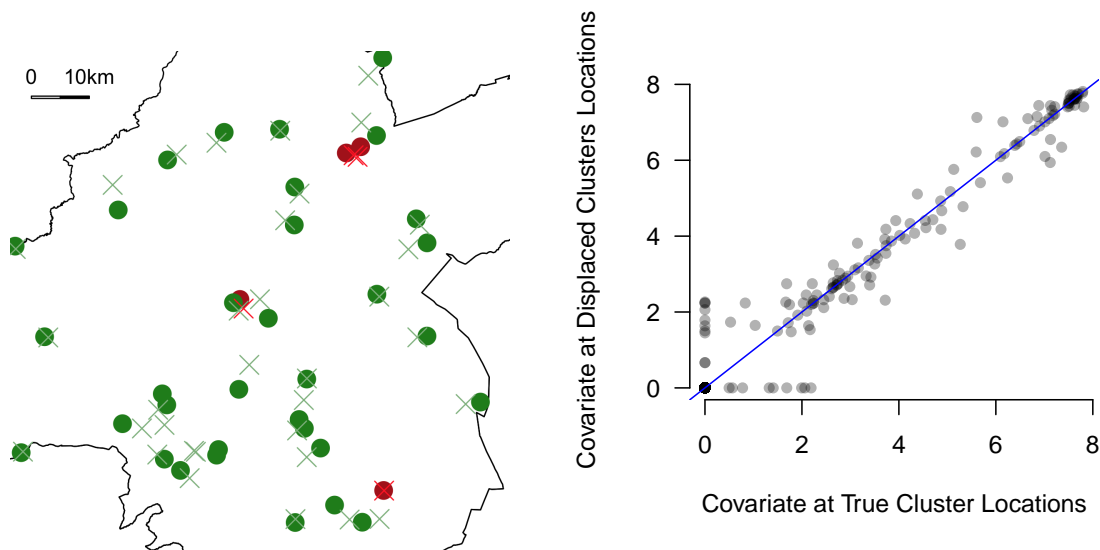 0 10km
Covariate at Displaced Clusters Locations
8
6
4
2
0
0 2 4 6 8
Covariate at True Cluster Locations